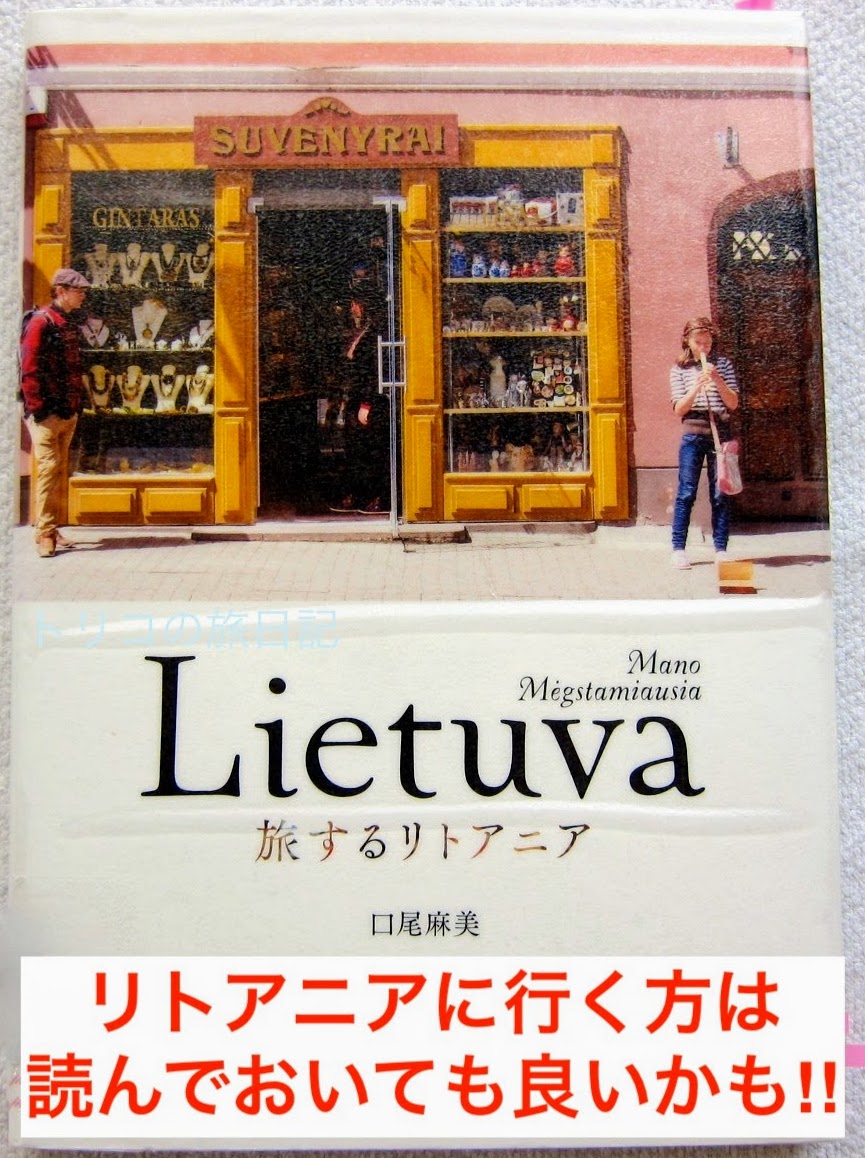 SUVENYRAI
GINTARAS
トリコの旅日記
Mano
Mėgstamiausia
Lietuva
旅するリトアニア
口尾麻美
リトアニアに行く方は
読んでおいても良いかも!!